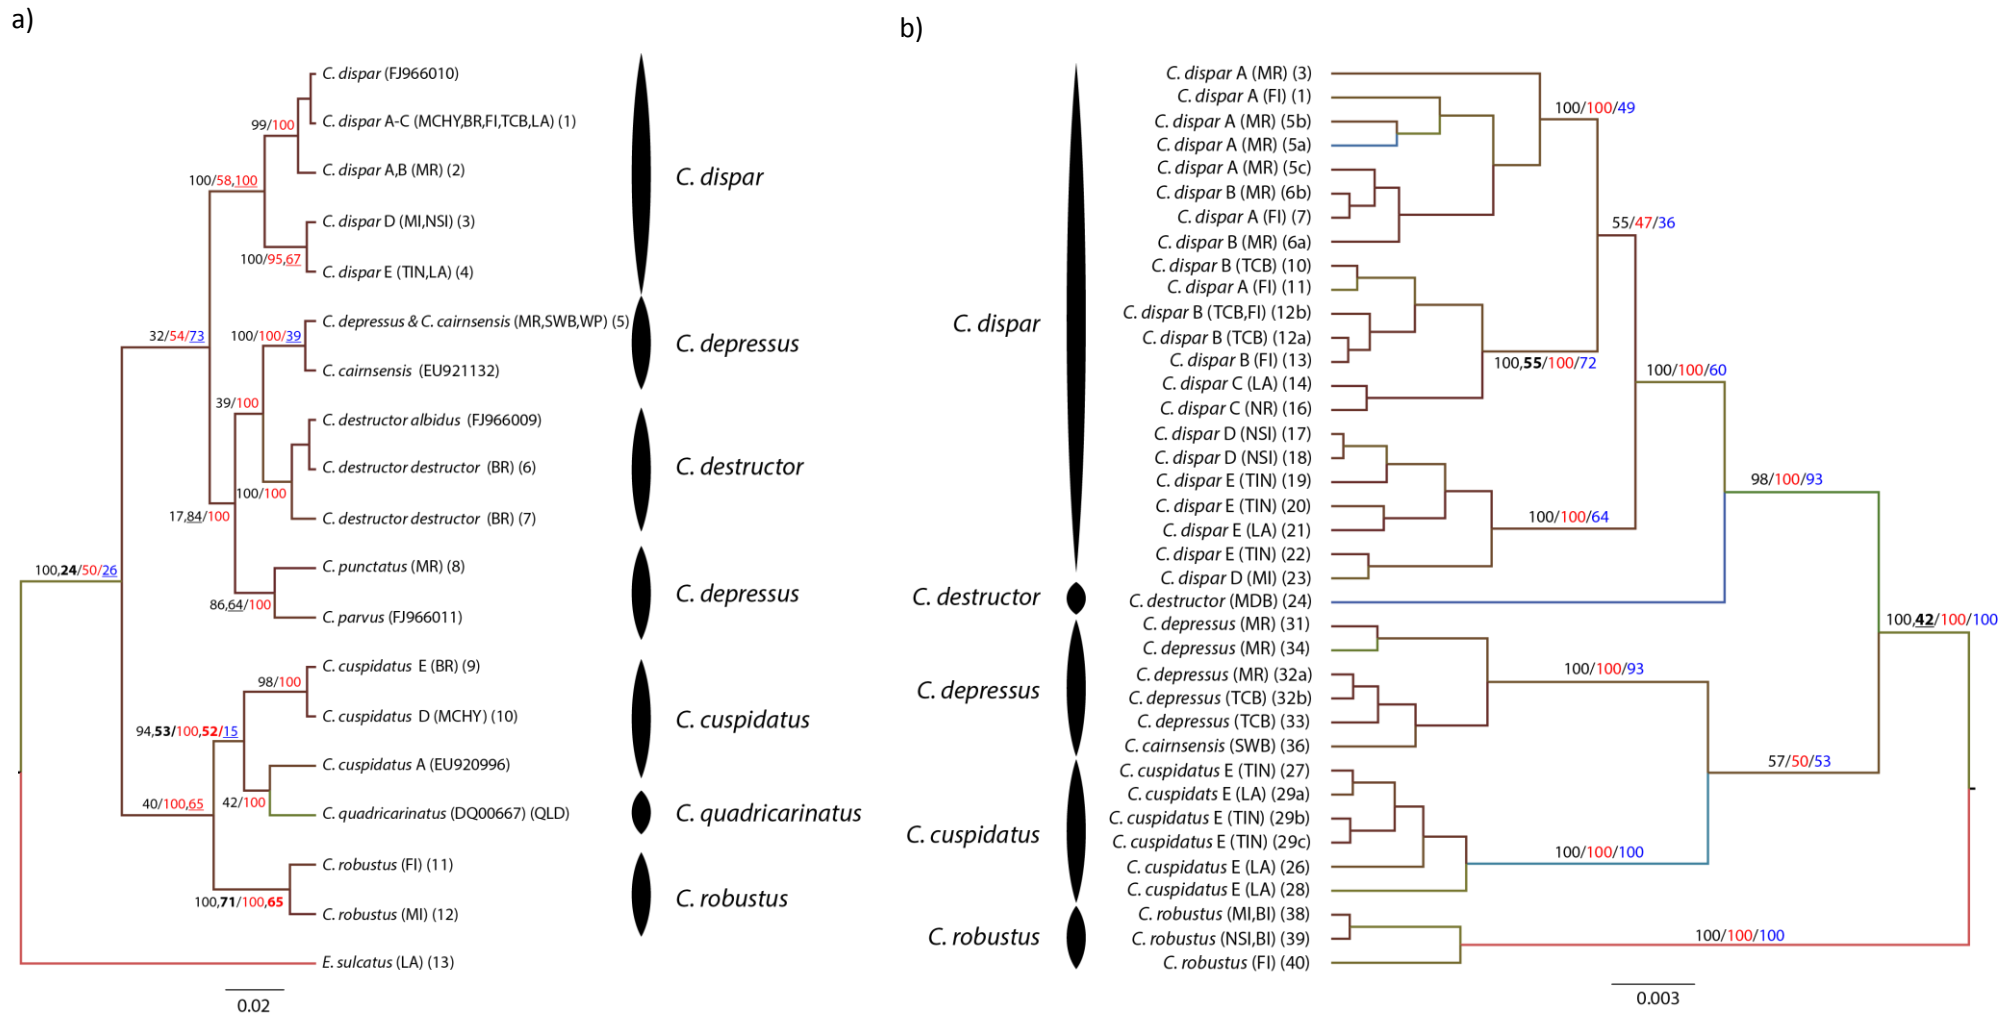 a)
C. dispar (FJ966010)
C. dispar A-C (MCHY,BR,FI,TCB,LA) (1)
99/100
C. dispar A,B (MR) (2)
100/58,100
C. dispar
C. dispar D (MI,NSI) (3)
100/95,67
C. dispar E (TIN,LA) (4)
C. depressus & C. cairnsensis (MR,SWB,WP) (5)
32/54/73
100/100/39
C. depressus
C. cairnsensis (EU921132)
39/100
C. destructor albidus (FJ966009)
C. destructor destructor (BR) (6)
C. destructor
100/100
17,84/100
C. destructor destructor (BR) (7)
100,24/50/26
C. punctatus (MR) (8)
C. depressus
86,64/100
C. parvus (FJ966011)
C. cuspidatus E (BR) (9)
98/100
C. cuspidatus D (MCHY) (10)
C. cuspidatus
94,53/100,52/15
C. cuspidatus A (EU920996)
40/100,65
42/100
C. quadricarinatus (DQ00667) (QLD)
C. quadricarinatus
C. robustus (FI) (11)
100,71/100,65
C. robustus
C. robustus (MI) (12)
E. sulcatus (LA) (13)
0.02
b)
C. dispar A (MR) (3)
C. dispar A (FI) (1)
100/100/49
C. dispar A (MR) (5b)
C. dispar A (MR) (5a)
C. dispar A (MR) (5c)
C. dispar B (MR) (6b)
C. dispar A (FI) (7)
55/47/36
C. dispar B (MR) (6a)
C. dispar B (TCB) (10)
C. dispar A (FI) (11)
C. dispar B (TCB,FI) (12b)
C. dispar
C. dispar B (TCB) (12a)
C. dispar B (FI) (13)
100,55/100/72
100/100/60
C. dispar C (LA) (14)
C. dispar C (NR) (16)
C. dispar D (NSI) (17)
C. dispar D (NSI) (18)
C. dispar E (TIN) (19)
98/100/93
C. dispar E (TIN) (20)
100/100/64
C. dispar E (LA) (21)
C. dispar E (TIN) (22)
C. dispar D (MI) (23)
C. destructor
C. destructor (MDB) (24)
100,42/100/100
C. depressus (MR) (31)
C. depressus (MR) (34)
100/100/93
C. depressus (MR) (32a)
C. depressus
C. depressus (TCB) (32b)
C. depressus (TCB) (33)
C. cairnsensis (SWB) (36)
57/50/53
C. cuspidatus E (TIN) (27)
C. cuspidats E (LA) (29a)
C. cuspidatus E (TIN) (29b)
C. cuspidatus
C. cuspidatus E (TIN) (29c)
100/100/100
C. cuspidatus E (LA) (26)
C. cuspidatus E (LA) (28)
C. robustus (MI,BI) (38)
C. robustus
C. robustus (NSI,BI) (39)
100/100/100
C. robustus (FI) (40)
0.003